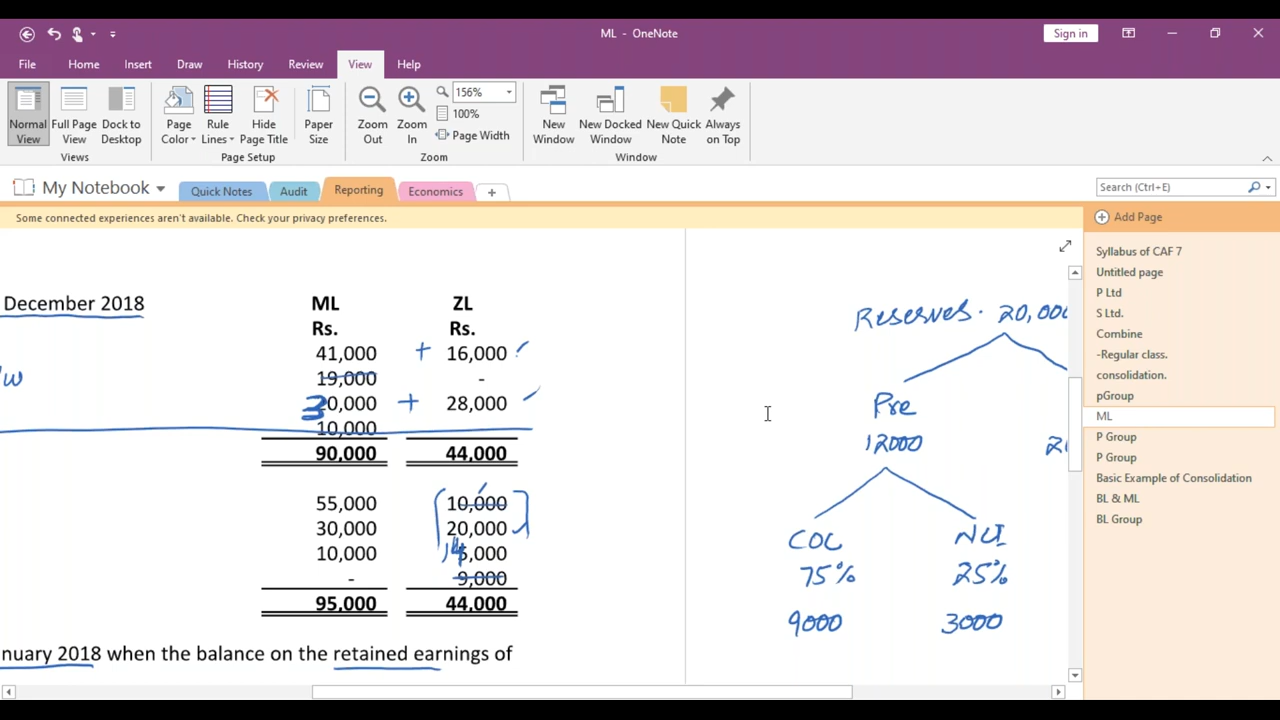 ML - OneNote
Sign in
File Home Insert Draw History Review View Help
Normal View
Full Page View
Dock to Desktop
Views
Page Color
Rule Lines
Hide Page Title
Paper Size
Page Setup
Zoom Out
Zoom In
156%
100%
Page Width
Zoom
New Window
New Docked Window
New Quick Note
Always on Top
Window
My Notebook
Quick Notes
Audit
Reporting
Economics
+
Search (Ctrl+E)
Some connected experiences aren't available. Check your privacy preferences.
Add Page
Syllabus of CAF 7
Untitled page
P Ltd
S Ltd.
Combine
-Regular class.
consolidation.
pGroup
ML
P Group
P Group
Basic Example of Consolidation
BL & ML
BL Group
December 2018 ML ZL
Rs. Rs.
41,000 + 16,000
19,000 -
30,000 + 28,000
10,000
90,000 44,000
55,000 10,000
30,000 20,000
10,000 14,000
- 9,000
95,000 44,000
nuary 2018 when the balance on the retained earnings of
w
Reserves. 20,000
Pre
12000 20
COC NCI
75% 25%
9000 3000